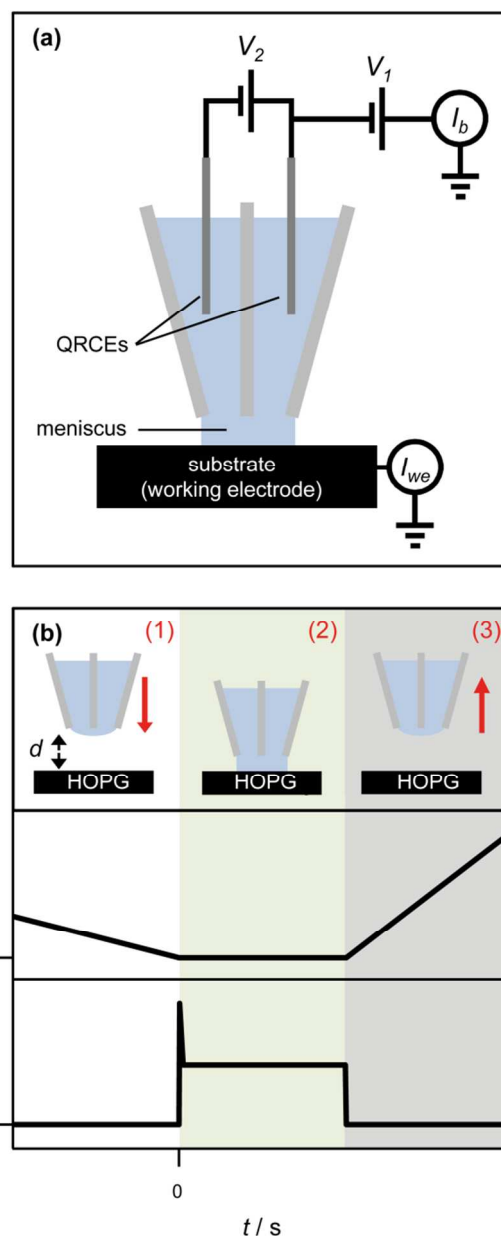 (a)
V2
V1
Ib
QRCEs
meniscus
substrate
(working electrode)
Iwe
(b)
(1)
(2)
(3)
d
HOPG
HOPG
HOPG
0
t / s